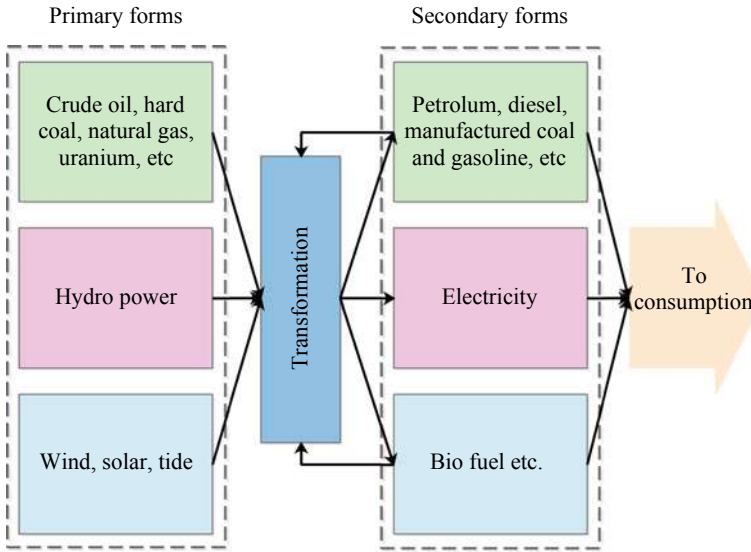 Primary forms
Secondary forms
Crude oil, hard
coal, natural gas,
uranium, etc
Hydro power
Wind, solar, tide
Transformation
Petrolum, diesel,
manufactured coal
and gasoline, etc
Electricity
Bio fuel etc.
To
consumption